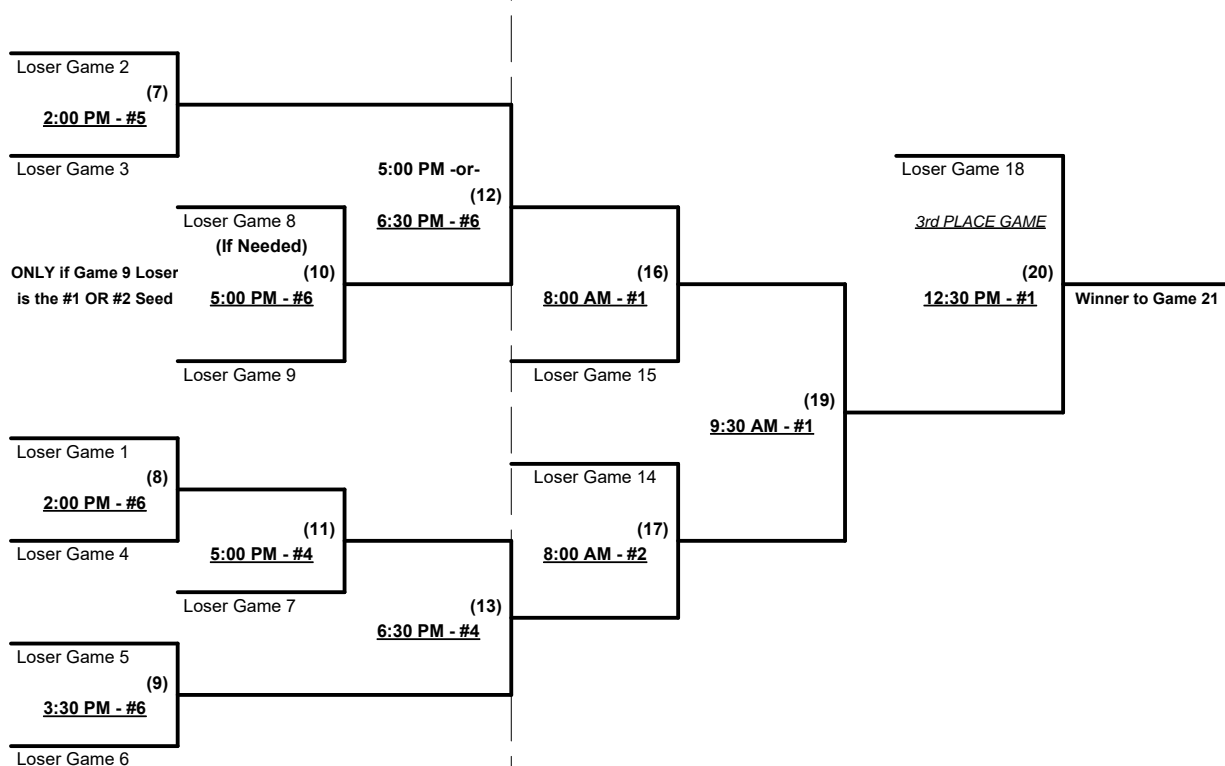 Loser Game 2
(7)
2:00 PM - #5
Loser Game 3
5:00 PM -or-
(12)
6:30 PM - #6
Loser Game 8
(If Needed)
ONLY if Game 9 Loser
is the #1 OR #2 Seed
(10)
5:00 PM - #6
Loser Game 9
(16)
8:00 AM - #1
Loser Game 15
Loser Game 18
3rd PLACE GAME
(20)
12:30 PM - #1
Winner to Game 21
(19)
9:30 AM - #1
Loser Game 1
(8)
2:00 PM - #6
Loser Game 4
(11)
5:00 PM - #4
Loser Game 7
Loser Game 14
(17)
8:00 AM - #2
(13)
6:30 PM - #4
Loser Game 5
(9)
3:30 PM - #6
Loser Game 6